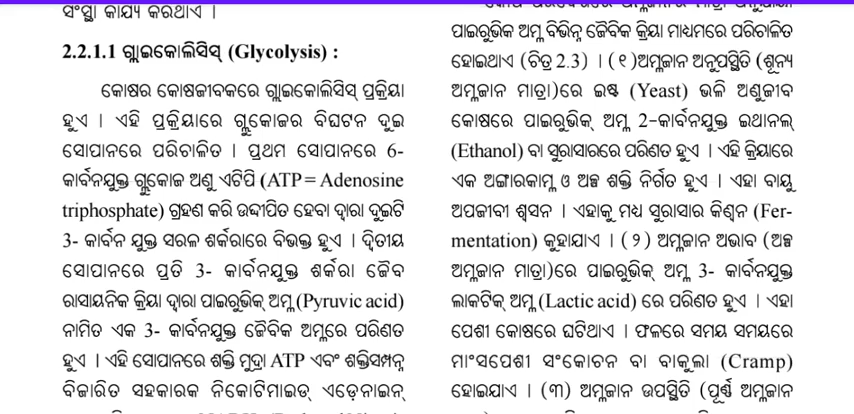 ସଂସ୍ଥା କାର୍ଯ୍ୟ କରିଥାଏ ।
2.2.1.1 ଗ୍ଲାଇକୋଲିସିସ୍ (Glycolysis) :
କୋଷର କୋଷଜୀବକରେ ଗ୍ଲାଇକୋଲିସିସ୍ ପ୍ରକ୍ରିୟା
ହୁଏ । ଏହି ପ୍ରକ୍ରିୟାରେ ଗ୍ଲୁକୋଜର ବିଘଟନ ଦୁଇ
ସୋପାନରେ ପରିଚାଳିତ । ପ୍ରଥମ ସୋପାନରେ 6-
କାର୍ବନଯୁକ୍ତ ଗ୍ଲୁକୋଜ ଅଣୁ ଏଟିପି (ATP = Adenosine
triphosphate) ଗ୍ରହଣ କରି ଉଦ୍ଦୀପିତ ହେବା ଦ୍ୱାରା ଦୁଇଟି
3- କାର୍ବନ ଯୁକ୍ତ ସରଳ ଶର୍କରାରେ ବିଭକ୍ତ ହୁଏ । ଦ୍ୱିତୀୟ
ସୋପାନରେ ପ୍ରତି 3- କାର୍ବନଯୁକ୍ତ ଶର୍କରା ଜୈବ
ରାସାୟନିକ କ୍ରିୟା ଦ୍ୱାରା ପାଇରୁଭିକ୍ ଅମ୍ଳ (Pyruvic acid)
ନାମିତ ଏକ 3- କାର୍ବନଯୁକ୍ତ ଜୈବିକ ଅମ୍ଳରେ ପରିଣତ
ହୁଏ । ଏହି ସୋପାନରେ ଶକ୍ତି ମୁଦ୍ରା ATP ଏବଂ ଶକ୍ତିସମ୍ପନ୍ନ
ବିଜାରିତ ସହକାରକ ନିକୋଟିମାଇଡ୍ ଏଡ଼େନାଇନ୍
ପାଇରୁଭିକ ଅମ୍ଳ ବିଭିନ୍ନ ଜୈବିକ କ୍ରିୟା ମାଧ୍ୟମରେ ପରିଚାଳିତ
ହୋଇଥାଏ (ଚିତ୍ର 2.3) । (୧) ଅମ୍ଳଜାନ ଅନୁପସ୍ଥିତି (ଶୂନ୍ୟ
ଅମ୍ଳଜାନ ମାତ୍ରା)ରେ ଇଷ୍ଟ (Yeast) ଭଳି ଅଣୁଜୀବ
କୋଷରେ ପାଇରୁଭିକ୍ ଅମ୍ଳ 2-କାର୍ବନଯୁକ୍ତ ଇଥାନଲ୍
(Ethanol) ବା ସୁରାସାରରେ ପରିଣତ ହୁଏ । ଏହି କ୍ରିୟାରେ
ଏକ ଅଙ୍ଗାରକାମ୍ଳ ଓ ଅଳ୍ପ ଶକ୍ତି ନିର୍ଗତ ହୁଏ । ଏହା ବାୟୁ
ଅପଜୀବୀ ଶ୍ୱସନ । ଏହାକୁ ମଧ୍ୟ ସୁରାସାର କିଣ୍ୱନ (Fer-
mentation) କୁହାଯାଏ । (୨) ଅମ୍ଳଜାନ ଅଭାବ (ଅଳ୍ପ
ଅମ୍ଳଜାନ ମାତ୍ରା)ରେ ପାଇରୁଭିକ୍ ଅମ୍ଳ 3- କାର୍ବନଯୁକ୍ତ
ଲାକଟିକ୍ ଅମ୍ଳ (Lactic acid) ରେ ପରିଣତ ହୁଏ । ଏହା
ପେଶୀ କୋଷରେ ଘଟିଥାଏ । ଫଳରେ ସମୟ ସମୟରେ
ମାଂସପେଶୀ ସଂକୋଚନ ବା ବାକୁଲା (Cramp)
ହୋଇଯାଏ । (୩) ଅମ୍ଳଜାନ ଉପସ୍ଥିତି (ପୂର୍ଣ୍ଣ ଅମ୍ଳଜାନ